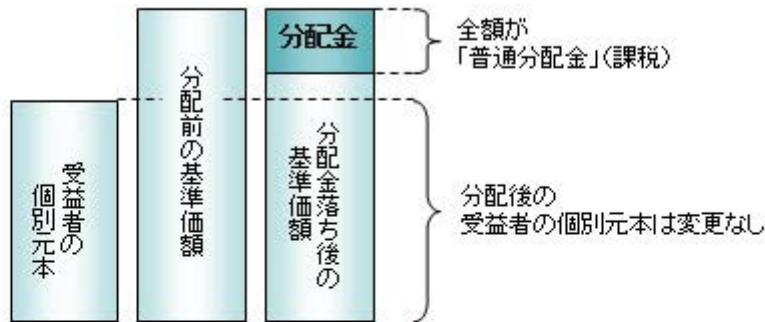 分配金
全額が
「普通分配金」(課税)
分配前の基準価額
受益者の
個別元本
分配金落ち後の
基準価額
分配後の
受益者の個別元本は変更なし